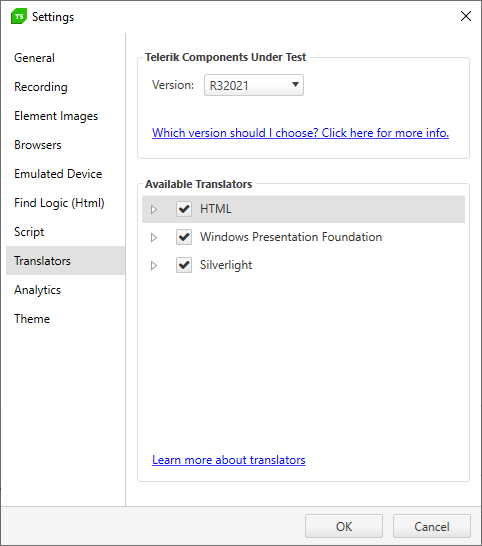 TS Settings
General
Recording
Element Images
Browsers
Emulated Device
Find Logic (Html)
Script
Translators
Analytics
Theme
Telerik Components Under Test
Version: R32021
Which version should I choose? Click here for more info.
Available Translators
HTML
Windows Presentation Foundation
Silverlight
Learn more about translators
OK Cancel